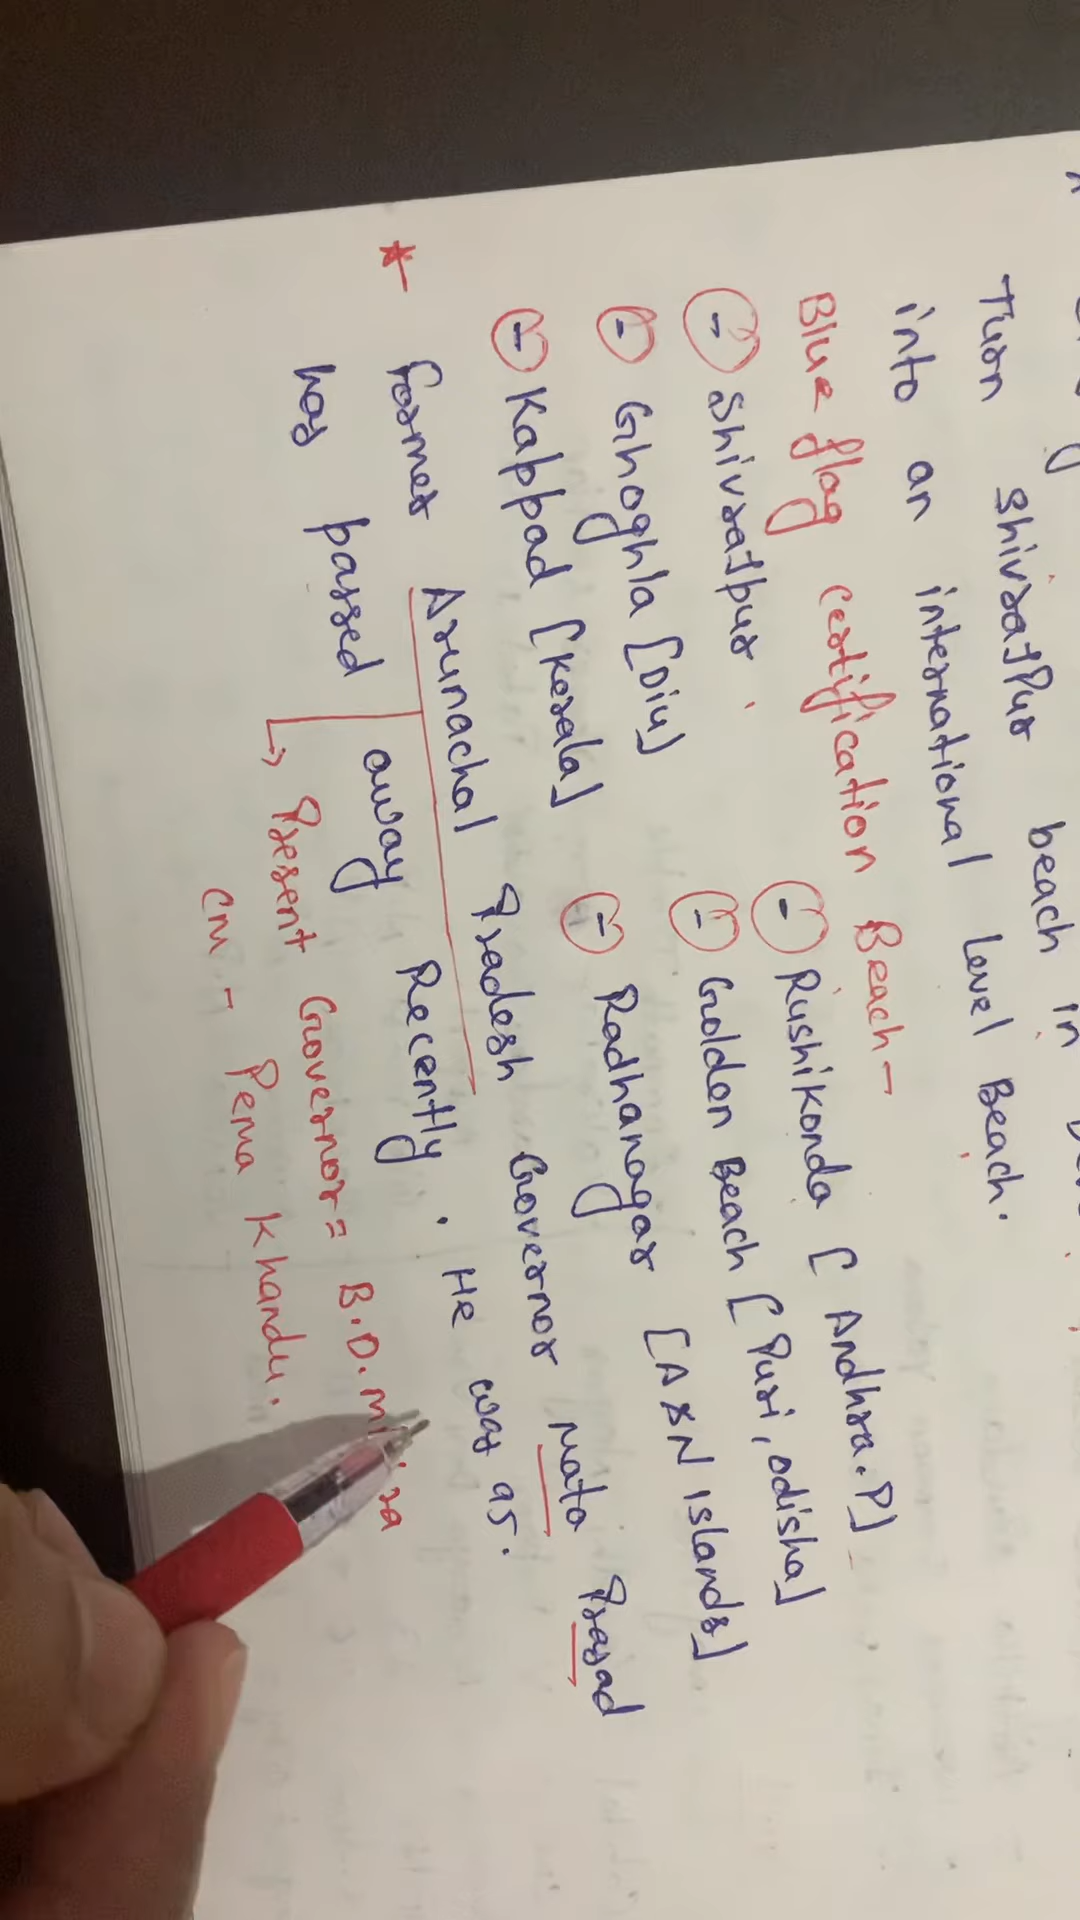 Turn Shivratpur beach in
into an international level Beach.
Blue flag certification Beach -
- Shivratpur - Rushikonda [Andhra.P]
- Ghoghla [Diu] - Golden Beach [Puri, odisha]
- Kappad [Kerala] - Radhanagar [A & N islands]
* former Arunachal Pradesh Governor Mata Prasad
has passed away Recently. He was 95.
↳ Present Governor = B.D.
CM - Pema Khandu.